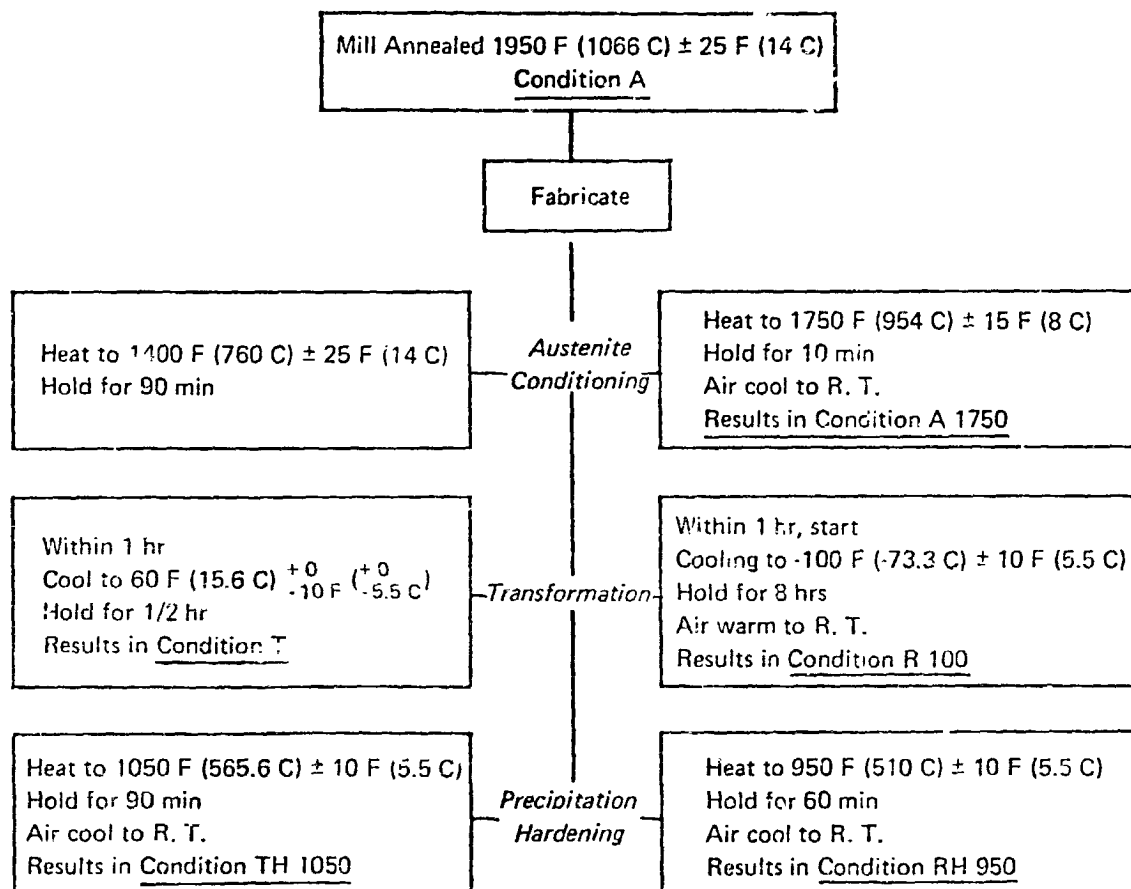 Mill Annealed 1950 F (1066 C) ± 25 F (14 C)
Condition A
Fabricate
Heat to 1400 F (760 C) ± 25 F (14 C)
Hold for 90 min
Austenite
Conditioning
Heat to 1750 F (954 C) ± 15 F (8 C)
Hold for 10 min
Air cool to R. T.
Results in Condition A 1750
Within 1 hr
Cool to 60 F (15.6 C) +0 -10 F (+0 -5.5 C)
Hold for 1/2 hr
Results in Condition T
Transformation
Within 1 hr, start
Cooling to -100 F (-73.3 C) ± 10 F (5.5 C)
Hold for 8 hrs
Air warm to R. T.
Results in Condition R 100
Heat to 1050 F (565.6 C) ± 10 F (5.5 C)
Hold for 90 min
Air cool to R. T.
Results in Condition TH 1050
Precipitation
Hardening
Heat to 950 F (510 C) ± 10 F (5.5 C)
Hold for 60 min
Air cool to R. T.
Results in Condition RH 950